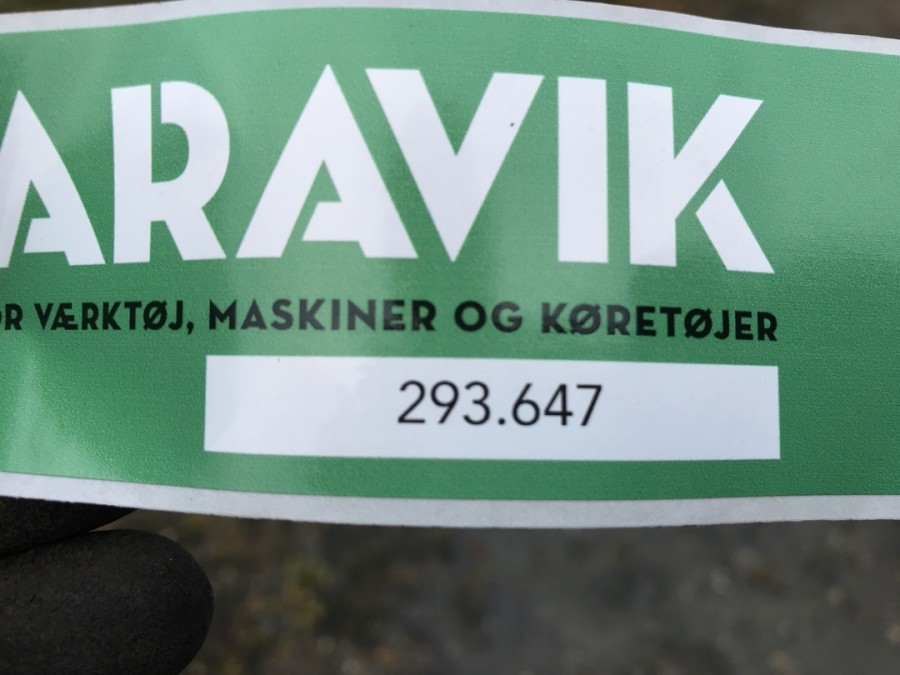 ARAVIK
OR VÆRKTØJ, MASKINER OG KØRETØJER
293.647